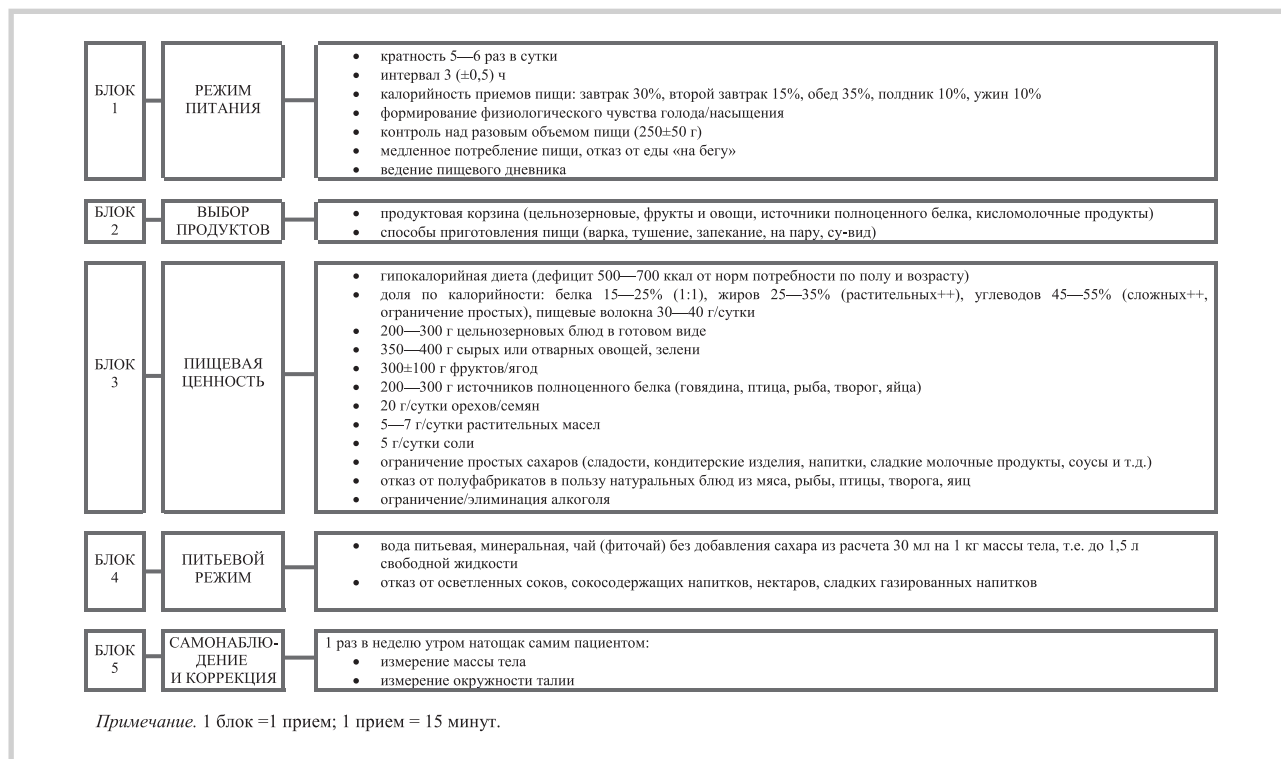 БЛОК
1
РЕЖИМ
ПИТАНИЯ
• кратность 5—6 раз в сутки
• интервал 3 (±0,5) ч
• калорийность приемов пищи: завтрак 30%, второй завтрак 15%, обед 35%, полдник 10%, ужин 10%
• формирование физиологического чувства голода/насыщения
• контроль над разовым объемом пищи (250±50 г)
• медленное потребление пищи, отказ от еды «на бегу»
• ведение пищевого дневника
БЛОК
2
ВЫБОР
ПРОДУКТОВ
• продуктовая корзина (цельнозерновые, фрукты и овощи, источники полноценного белка, кисломолочные продукты)
• способы приготовления пищи (варка, тушение, запекание, на пару, су-вид)
БЛОК
3
ПИЩЕВАЯ
ЦЕННОСТЬ
• гипокалорийная диета (дефицит 500—700 ккал от норм потребности по полу и возрасту)
• доля по калорийности: белка 15—25% (1:1), жиров 25—35% (растительных++), углеводов 45—55% (сложных++,
ограничение простых), пищевые волокна 30—40 г/сутки
• 200—300 г цельнозерновых блюд в готовом виде
• 350—400 г сырых или отварных овощей, зелени
• 300±100 г фруктов/ягод
• 200—300 г источников полноценного белка (говядина, птица, рыба, творог, яйца)
• 20 г/сутки орехов/семян
• 5—7 г/сутки растительных масел
• 5 г/сутки соли
• ограничение простых сахаров (сладости, кондитерские изделия, напитки, сладкие молочные продукты, соусы и т.д.)
• отказ от полуфабрикатов в пользу натуральных блюд из мяса, рыбы, птицы, творога, яиц
• ограничение/элиминация алкоголя
БЛОК
4
ПИТЬЕВОЙ
РЕЖИМ
• вода питьевая, минеральная, чай (фиточай) без добавления сахара из расчета 30 мл на 1 кг массы тела, т.е. до 1,5 л
свободной жидкости
• отказ от осветленных соков, сокосодержащих напитков, нектаров, сладких газированных напитков
БЛОК
5
САМОНАБЛЮ-
ДЕНИЕ
И КОРРЕКЦИЯ
1 раз в неделю утром натощак самим пациентом:
• измерение массы тела
• измерение окружности талии
Примечание. 1 блок =1 прием; 1 прием = 15 минут.